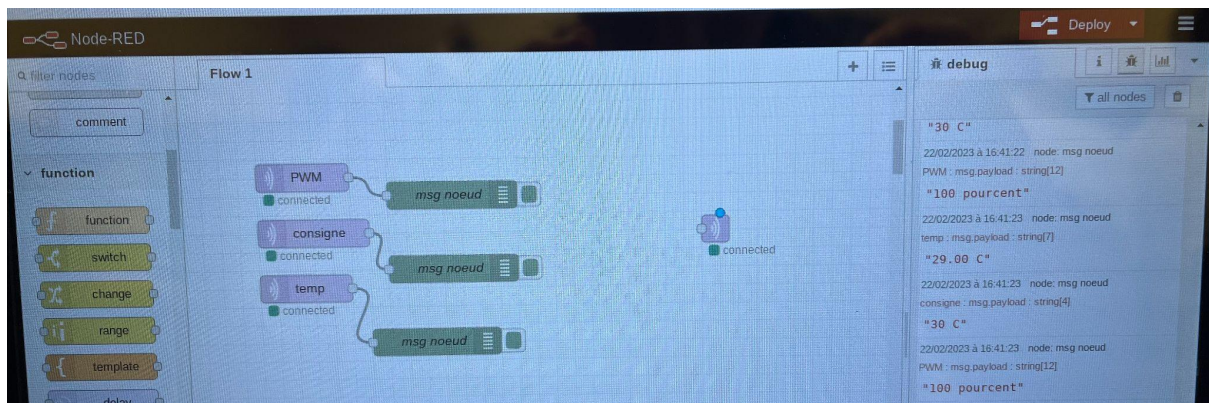 Node-RED
Deploy
filter nodes
Flow 1
debug
i
all nodes
comment
function
function
switch
change
range
template
delay
PWM
connected
msg noeud
consigne
connected
msg noeud
temp
connected
msg noeud
connected
"30 C"
22/02/2023 à 16:41:22 node: msg noeud
PWM : msg.payload : string[12]
"100 pourcent"
22/02/2023 à 16:41:23 node: msg noeud
temp : msg.payload : string[7]
"29.00 C"
22/02/2023 à 16:41:23 node: msg noeud
consigne : msg.payload : string[4]
"30 C"
22/02/2023 à 16:41:23 node: msg noeud
PWM : msg.payload : string[12]
"100 pourcent"